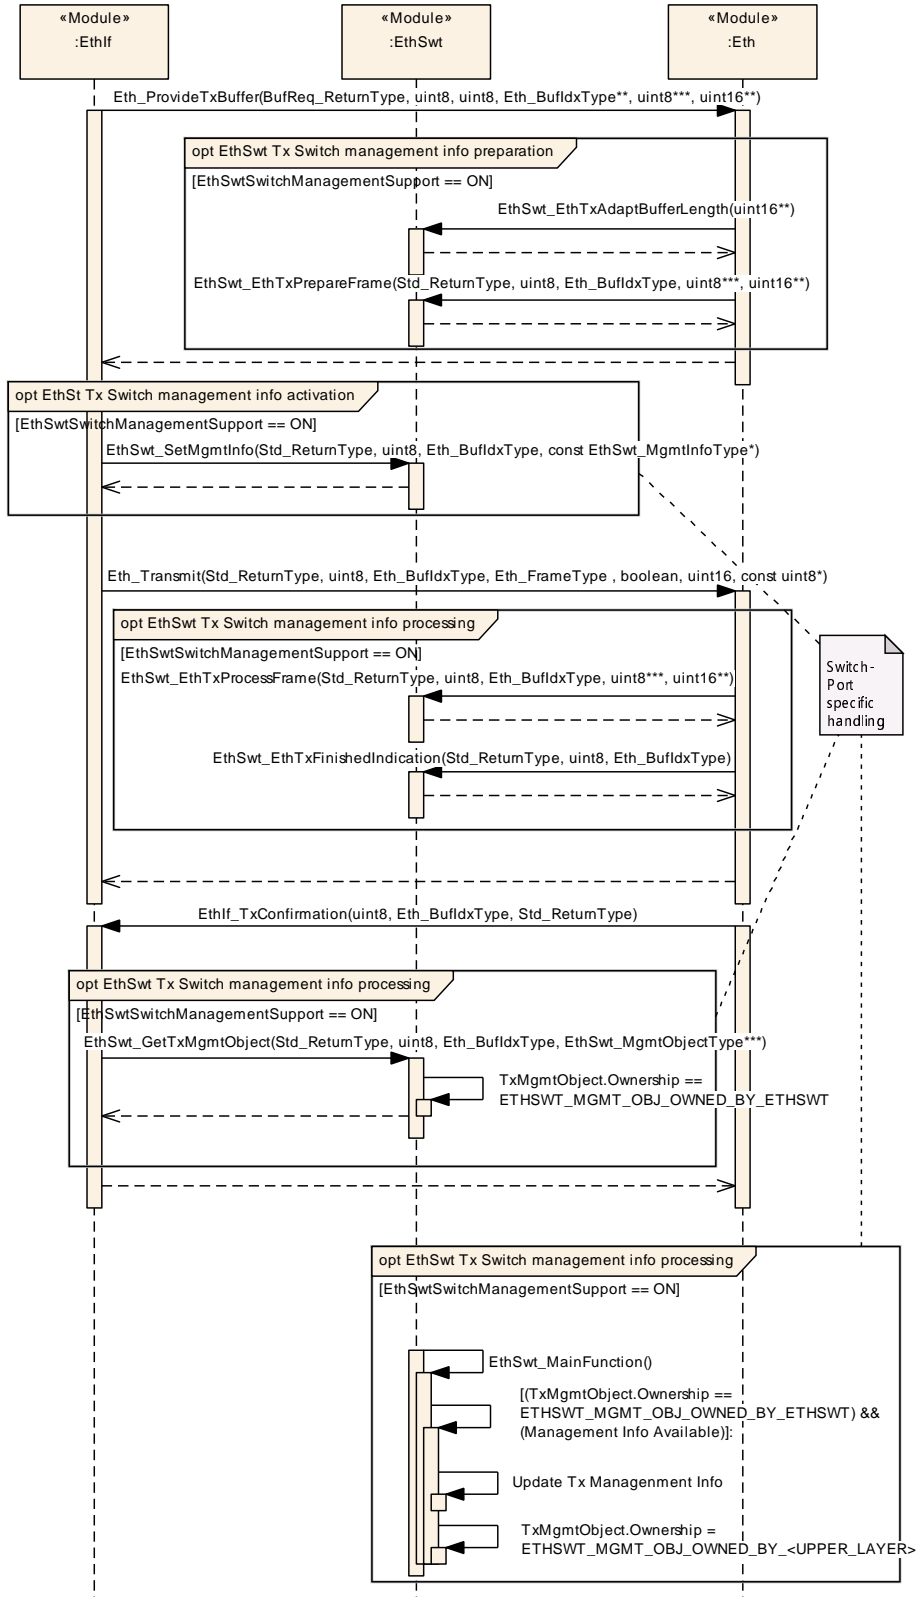 «Module»
:EthIf
«Module»
:EthSwt
«Module»
:Eth
Eth_ProvideTxBuffer(BufReq_ReturnType, uint8, uint8, Eth_BufIdxType**, uint8***, uint16**)
opt EthSwt Tx Switch management info preparation
[EthSwtSwitchManagementSupport == ON]
EthSwt_EthTxAdaptBufferLength(uint16**)
EthSwt_EthTxPrepareFrame(Std_ReturnType, uint8, Eth_BufIdxType, uint8***, uint16**)
opt EthSt Tx Switch management info activation
[EthSwtSwitchManagementSupport == ON]
EthSwt_SetMgmtInfo(Std_ReturnType, uint8, Eth_BufIdxType, const EthSwt_MgmtInfoType*)
Eth_Transmit(Std_ReturnType, uint8, Eth_BufIdxType, Eth_FrameType , boolean, uint16, const uint8*)
opt EthSwt Tx Switch management info processing
[EthSwtSwitchManagementSupport == ON]
EthSwt_EthTxProcessFrame(Std_ReturnType, uint8, Eth_BufIdxType, uint8***, uint16**)
Switch-
Port
specific
handling
EthSwt_EthTxFinishedIndication(Std_ReturnType, uint8, Eth_BufIdxType)
EthIf_TxConfirmation(uint8, Eth_BufIdxType, Std_ReturnType)
opt EthSwt Tx Switch management info processing
[EthSwtSwitchManagementSupport == ON]
EthSwt_GetTxMgmtObject(Std_ReturnType, uint8, Eth_BufIdxType, EthSwt_MgmtObjectType***)
TxMgmtObject.Ownership ==
ETHSWT_MGMT_OBJ_OWNED_BY_ETHSWT
opt EthSwt Tx Switch management info processing
[EthSwtSwitchManagementSupport == ON]
EthSwt_MainFunction()
[(TxMgmtObject.Ownership ==
ETHSWT_MGMT_OBJ_OWNED_BY_ETHSWT) &&
(Management Info Available)]:
Update Tx Managenment Info
TxMgmtObject.Ownership =
ETHSWT_MGMT_OBJ_OWNED_BY_<UPPER_LAYER>